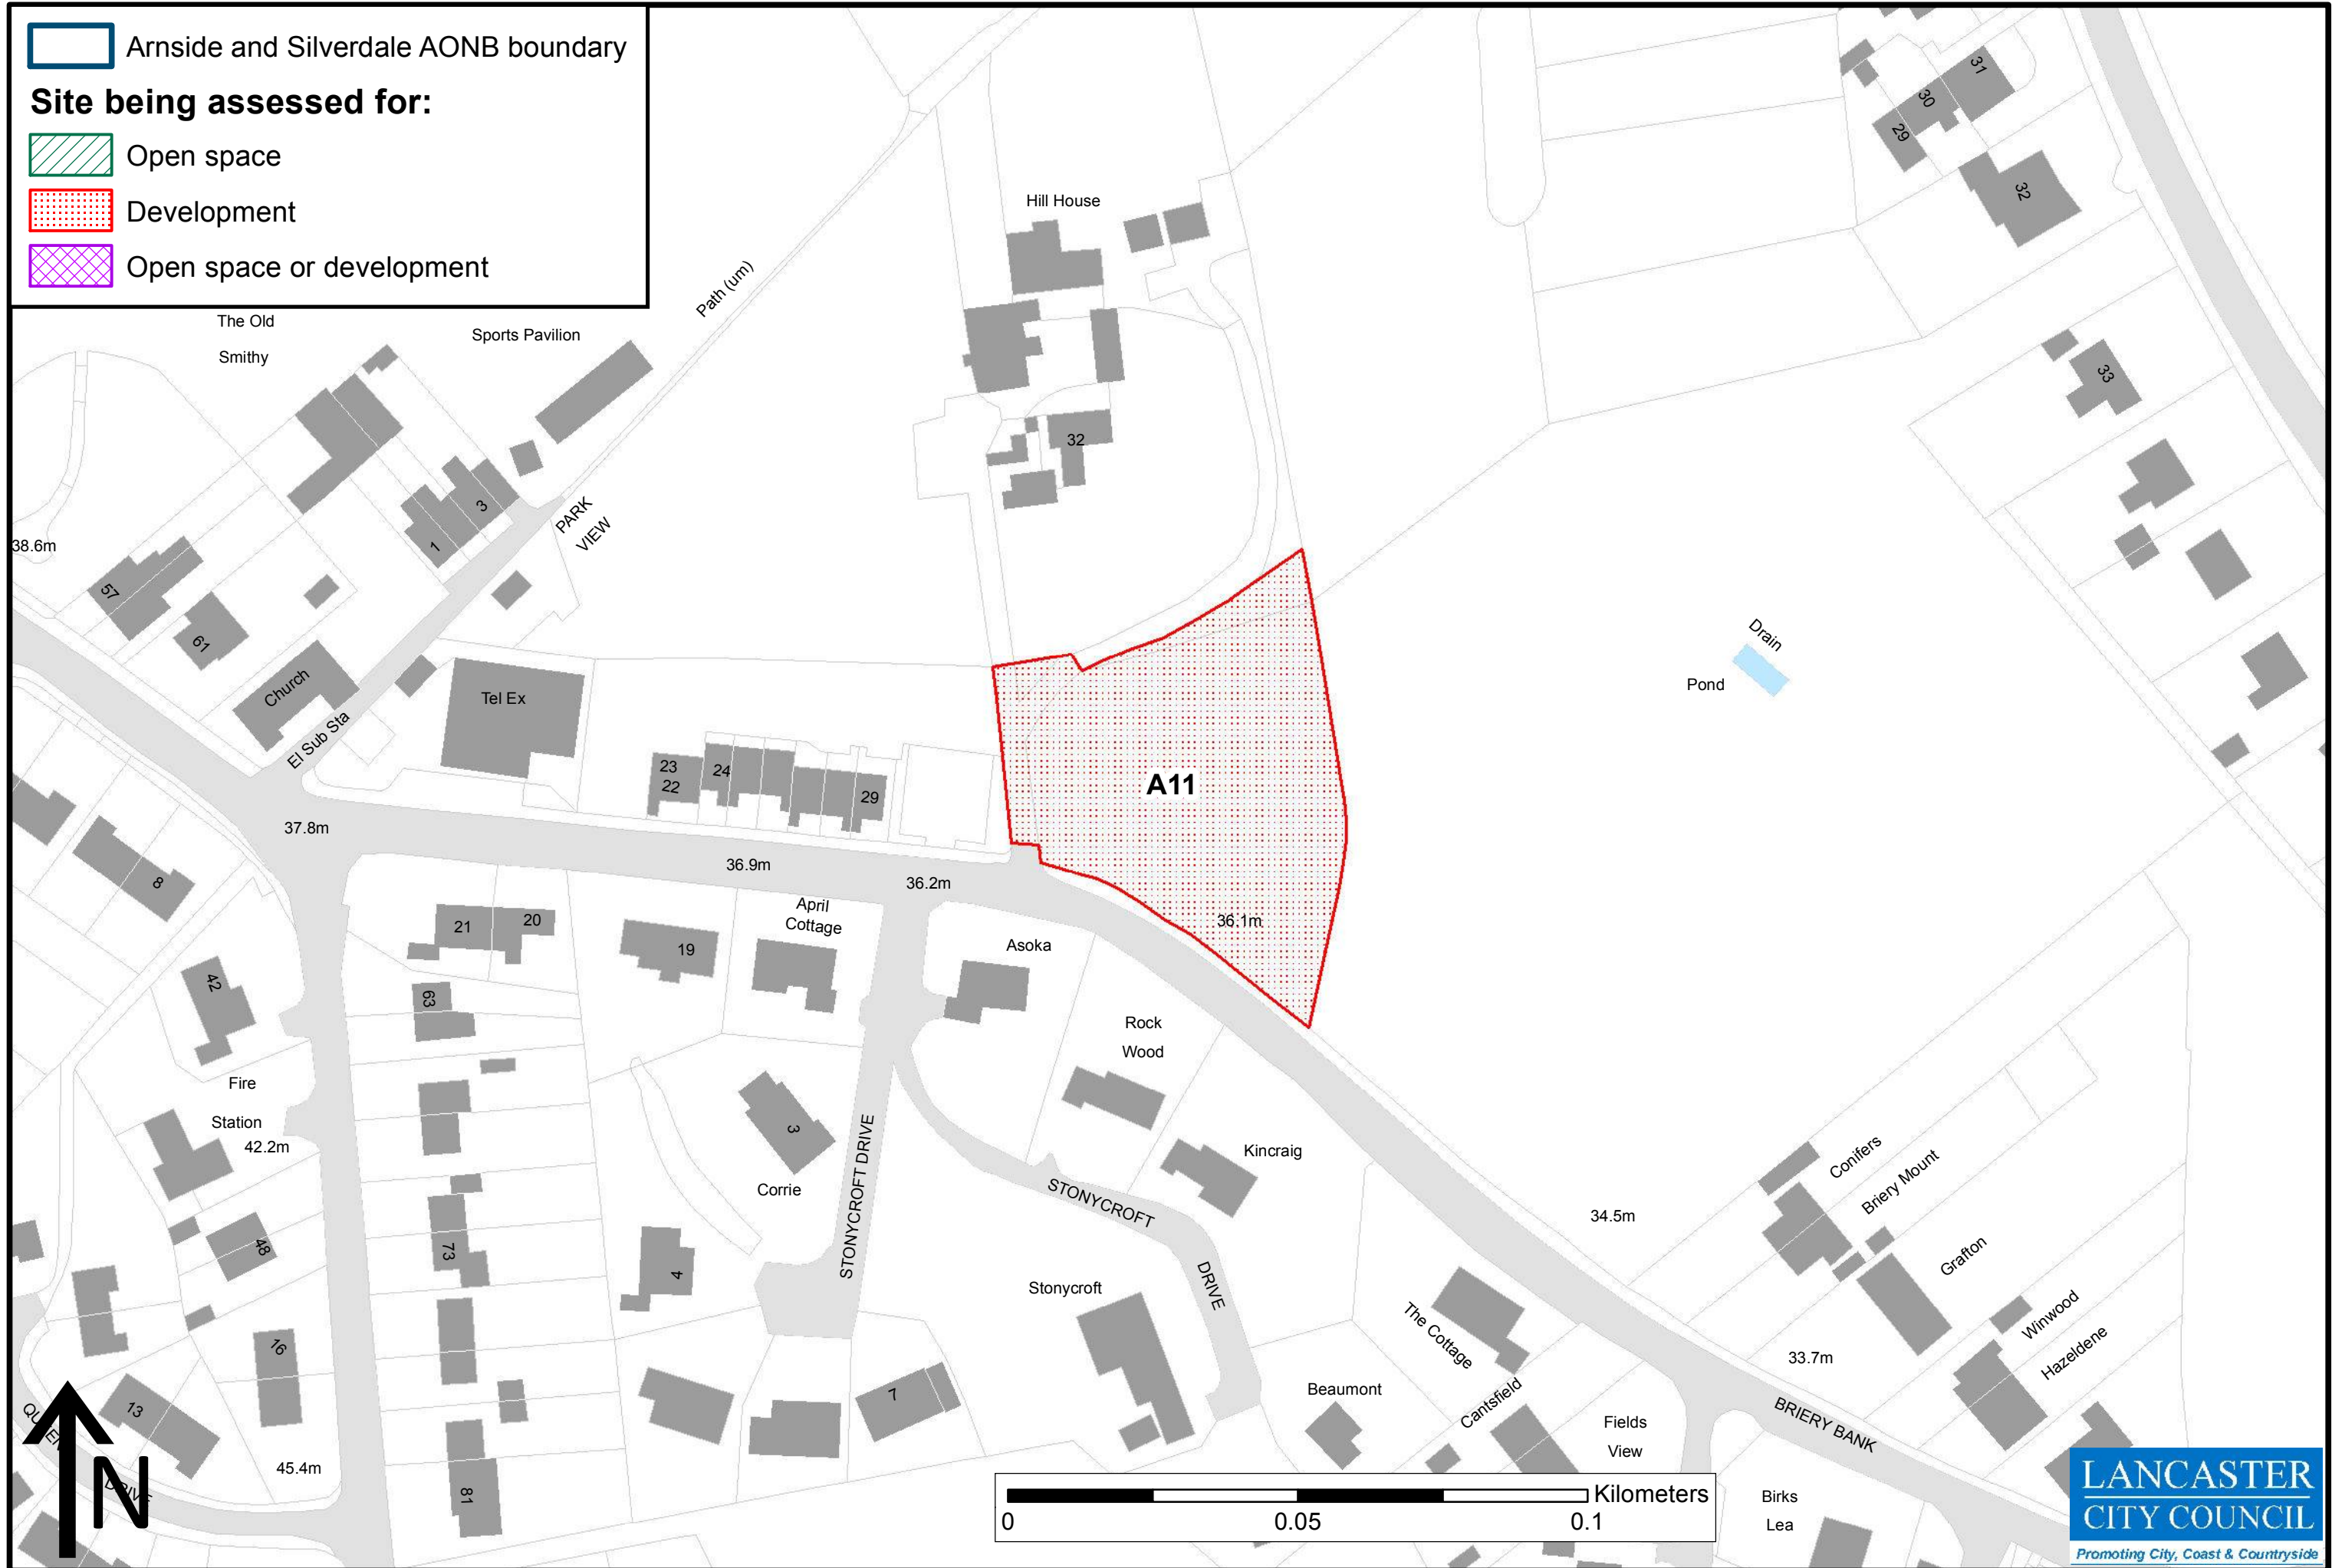 Arnside and Silverdale AONB boundary
Site being assessed for:
Open space
Development
Open space or development
The Old
Smithy
Sports Pavilion
Path (um)
Hill House
32
31
30
29
32
33
3
1
PARK
VIEW
38.6m
57
61
Church
El Sub Sta
Tel Ex
23
22
24
29
A11
Drain
Pond
37.8m
36.9m
36.2m
36.1m
8
21
20
19
April
Cottage
Asoka
42
63
Rock
Wood
Fire
Station
42.2m
3
Corrie
STONYCROFT DRIVE
Kincraig
STONYCROFT
DRIVE
48
73
4
Stonycroft
34.5m
Conifers
Briery Mount
Grafton
Winwood
Hazeldene
The Cottage
33.7m
16
13
7
Beaumont
Cantsfield
Fields
View
BRIERY BANK
45.4m
81
DRIVE
N
Kilometers
0
0.05
0.1
Birks
Lea
LANCASTER
CITY COUNCIL
Promoting City, Coast & Countryside